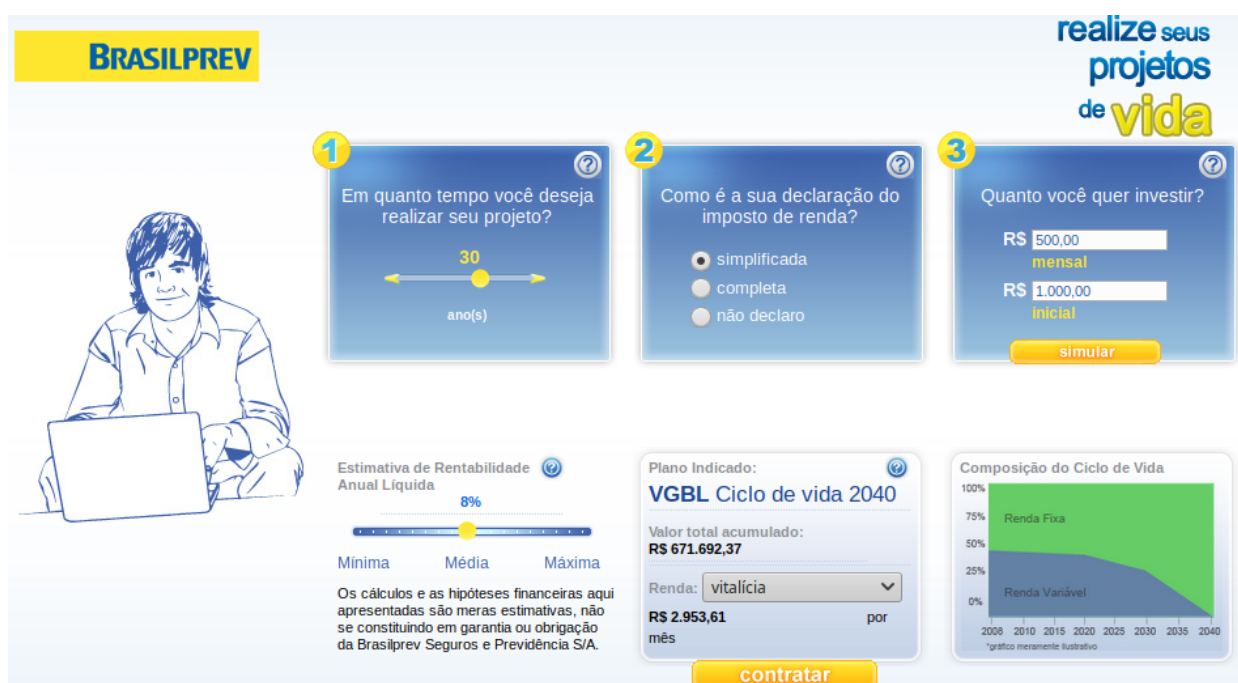 BRASILPREV
realize seus
projetos
de vida
1
Em quanto tempo você deseja
realizar seu projeto?
30
ano(s)
2
Como é a sua declaração do
imposto de renda?
simplificada
completa
não declaro
3
Quanto você quer investir?
R$ 500,00
mensal
R$ 1.000,00
inicial
simular
Estimativa de Rentabilidade
Anual Líquida
8%
Mínima Média Máxima
Os cálculos e as hipóteses financeiras aqui
apresentadas são meras estimativas, não
se constituindo em garantia ou obrigação
da Brasilprev Seguros e Previdência S/A.
Plano Indicado:
VGBL Ciclo de vida 2040
Valor total acumulado:
R$ 671.692,37
Renda: vitalícia
R$ 2.953,61 por
mês
contratar
Composição do Ciclo de Vida
100%
75%
50%
25%
0%
Renda Fixa
Renda Variável
2008 2010 2015 2020 2025 2030 2035 2040
*gráfico meramente ilustrativo